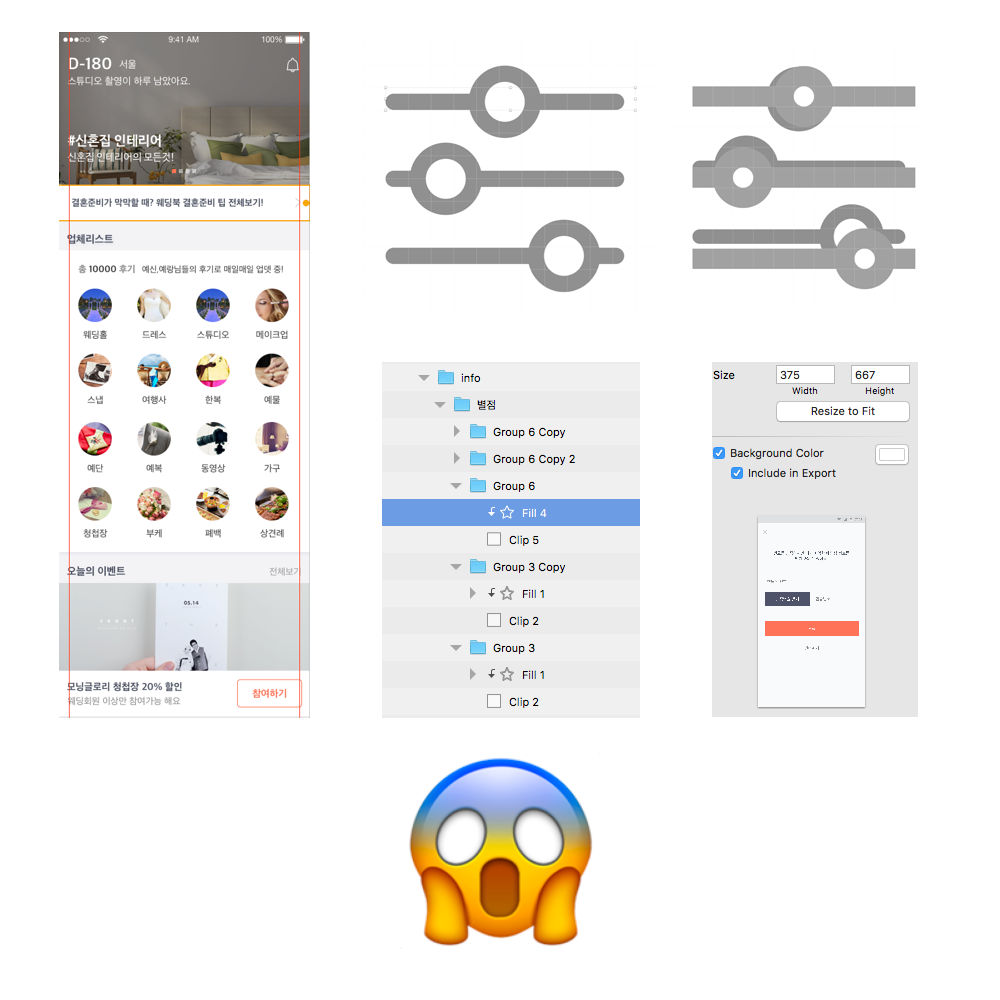 9:41 AM
100%
D-180 서울
스튜디오 촬영이 하루 남았아요.
#신혼집 인테리어
신혼집 인테리어의 모든것!
결혼준비가 막막할 때? 웨딩북 결혼준비 팁 전체보기!
업체리스트
총 10000 후기 예신,예랑님들의 후기로 매일매일 업뎃 중!
웨딩홀 드레스 스튜디오 메이크업
스냅 여행사 한복 예물
예단 예복 동영상 가구
청첩장 부케 폐백 상견례
오늘의 이벤트 전체보기
05.14
모닝글로리 청첩장 20% 할인
웨딩회원 이상만 참여가능 해요
참여하기
info
별점
Group 6 Copy
Group 6 Copy 2
Group 6
Fill 4
Clip 5
Group 3 Copy
Fill 1
Clip 2
Group 3
Fill 1
Clip 2
Size 375 667
Width Height
Resize to Fit
Background Color
Include in Export